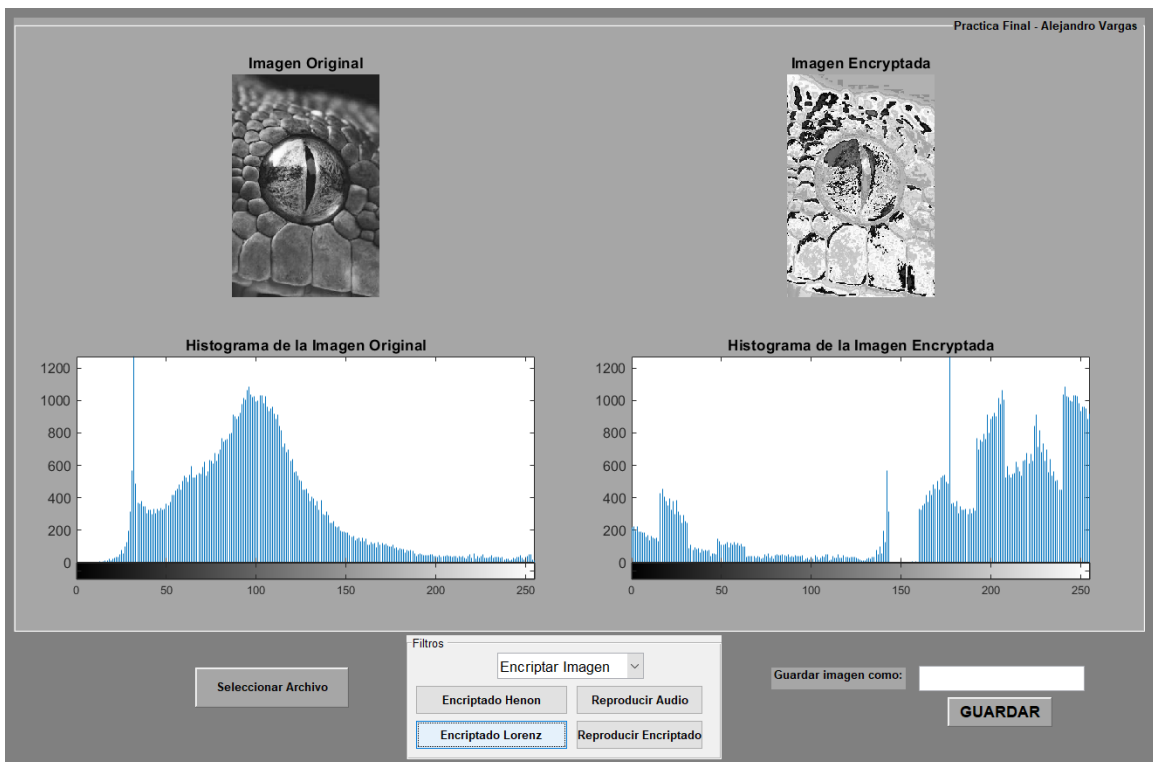 Practica Final - Alejandro Vargas
Imagen Original
Imagen Encryptada
Histograma de la Imagen Original
1200
1000
800
600
400
200
0
0 50 100 150 200 250
Histograma de la Imagen Encryptada
1200
1000
800
600
400
200
0
0 50 100 150 200 250
Seleccionar Archivo
Filtros
Encriptar Imagen
Encriptado Henon
Reproducir Audio
Encriptado Lorenz
Reproducir Encriptado
Guardar imagen como:
GUARDAR